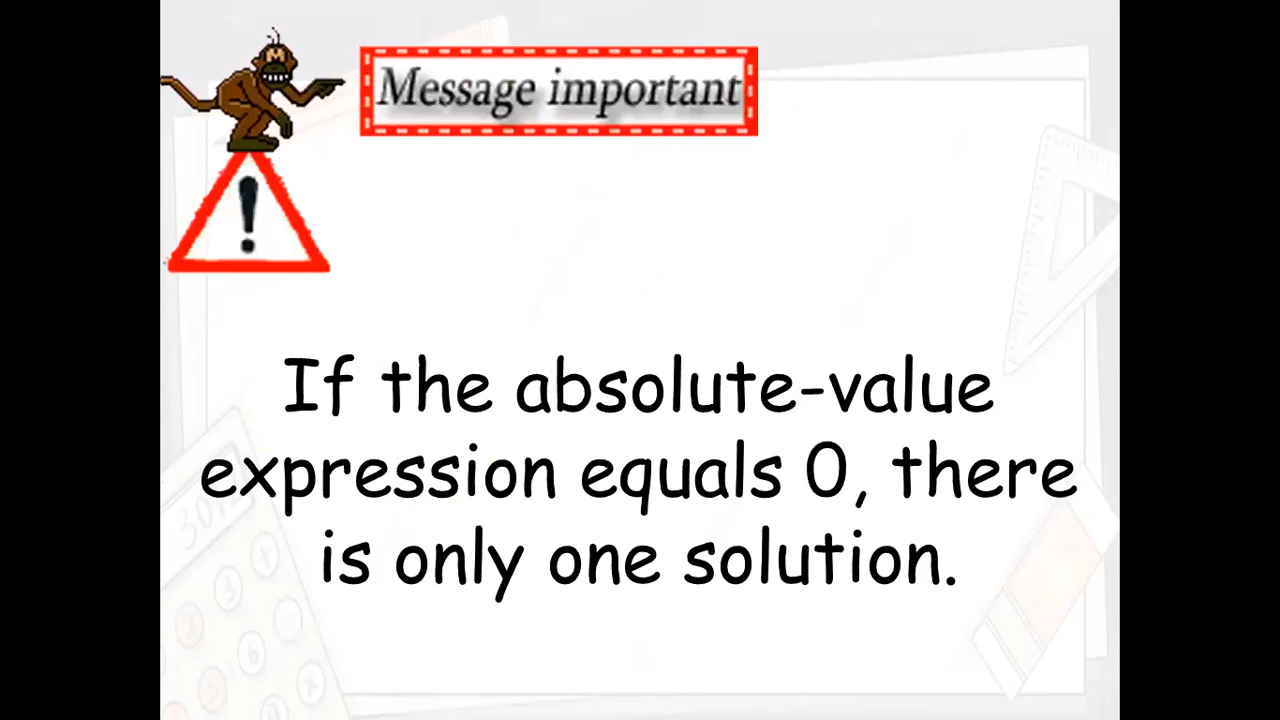 Message important
!
If the absolute-value
expression equals 0, there
is only one solution.